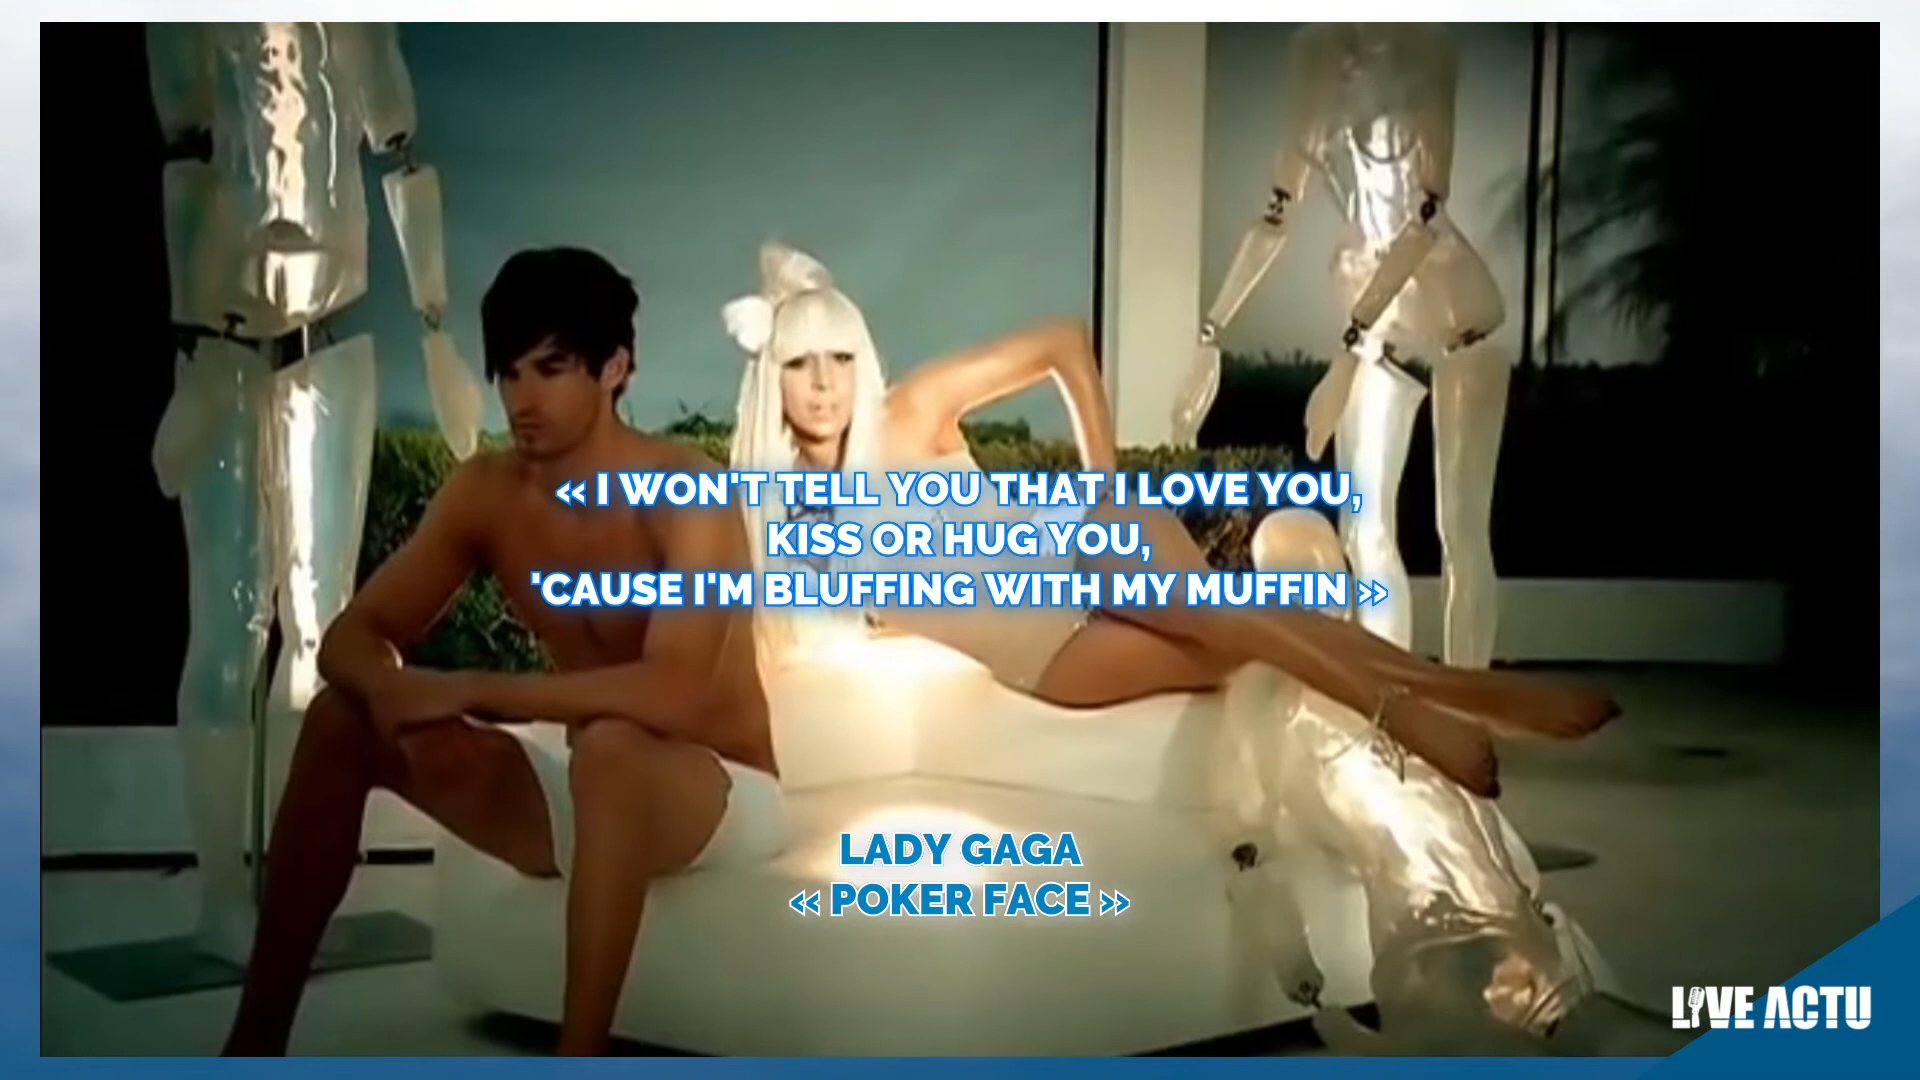 « I WON'T TELL YOU THAT I LOVE YOU,
KISS OR HUG YOU,
'CAUSE I'M BLUFFING WITH MY MUFFIN »
LADY GAGA
« POKER FACE »
LIVE ACTU